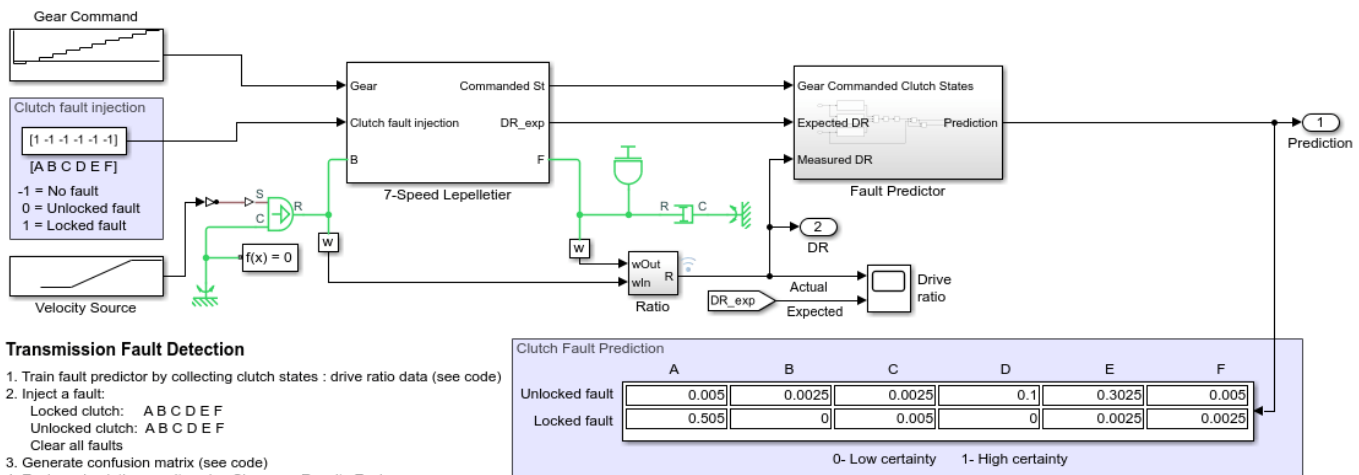 Gear Command
Clutch fault injection
[1 -1 -1 -1 -1 -1]
[A B C D E F]
-1 = No fault
0 = Unlocked fault
1 = Locked fault
Velocity Source
S
C
R
f(x) = 0
w
Gear
Clutch fault injection
B
Commanded St
DR_exp
F
7-Speed Lepelletier
w
R
C
wOut
wIn
R
Ratio
Gear Commanded Clutch States
Expected DR
Measured DR
Prediction
Fault Predictor
1
Prediction
2
DR
DR_exp
Actual
Expected
Drive
ratio
Transmission Fault Detection
1. Train fault predictor by collecting clutch states : drive ratio data (see code)
2. Inject a fault:
Locked clutch: A B C D E F
Unlocked clutch: A B C D E F
Clear all faults
3. Generate confusion matrix (see code)
Clutch Fault Prediction
A B C D E F
Unlocked fault 0.005 0.0025 0.0025 0.1 0.3025 0.005
Locked fault 0.505 0 0.005 0 0.0025 0.0025
0- Low certainty 1- High certainty